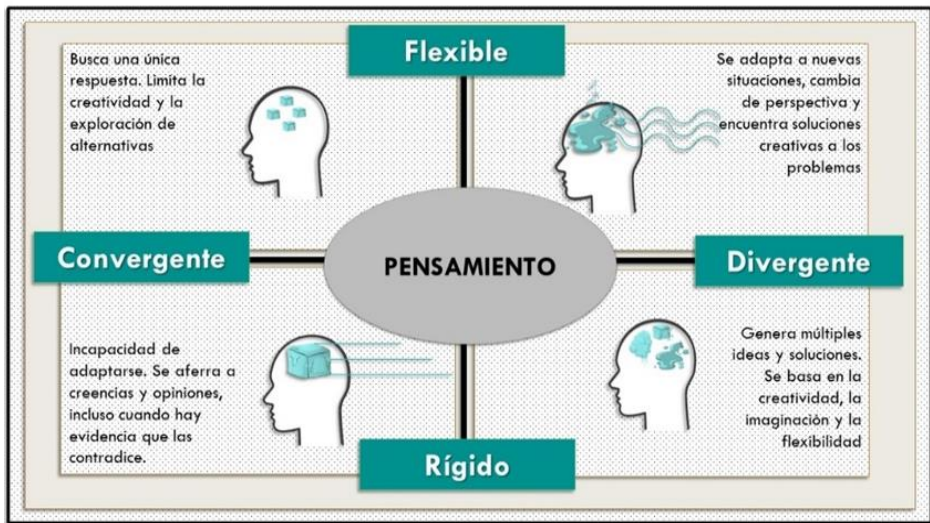 Flexible
Busca una única
respuesta. Limita la
creatividad y la
exploración de
alternativas
Se adapta a nuevas
situaciones, cambia
de perspectiva y
encuentra soluciones
creativas a los
problemas
Convergente
PENSAMIENTO
Divergente
Incapacidad de
adaptarse. Se aferra a
creencias y opiniones,
incluso cuando hay
evidencia que las
contradice.
Genera múltiples
ideas y soluciones.
Se basa en la
creatividad, la
imaginación y la
flexibilidad
Rígido